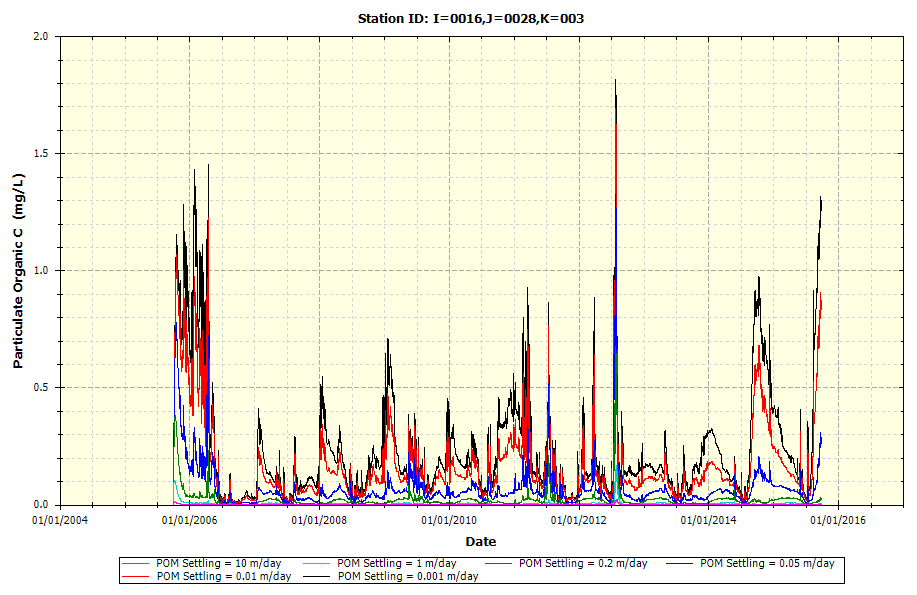 Station ID: I=0016,J=0028,K=003
Particulate Organic C (mg/L)
2.0
1.5
1.0
0.5
0.0
01/01/2004 01/01/2006 01/01/2008 01/01/2010 01/01/2012 01/01/2014 01/01/2016
Date
POM Settling = 10 m/day POM Settling = 1 m/day POM Settling = 0.2 m/day POM Settling = 0.05 m/day
POM Settling = 0.01 m/day POM Settling = 0.001 m/day